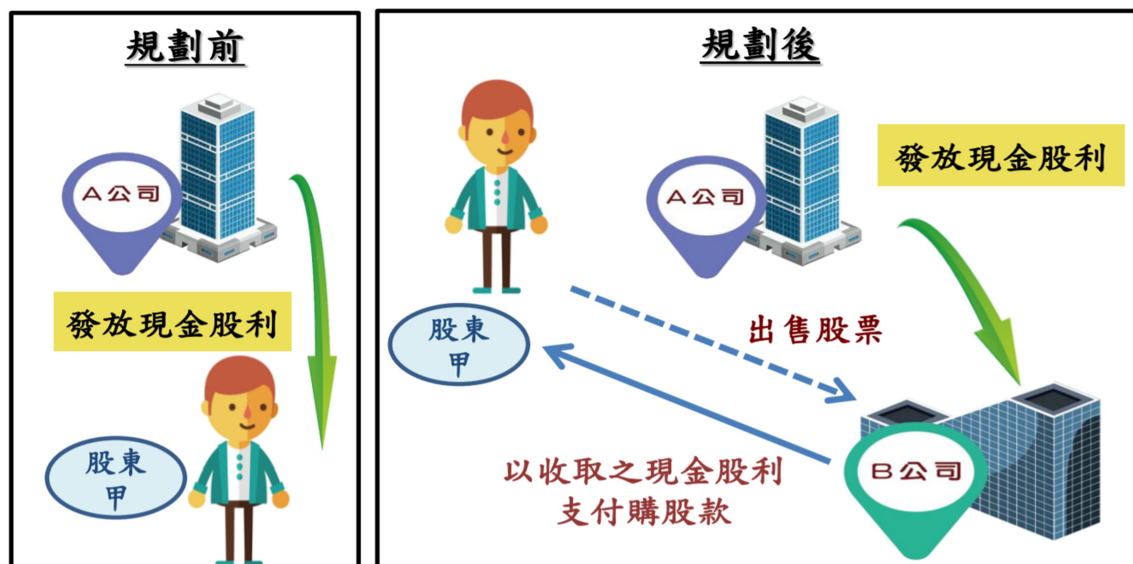 規劃前
A公司
發放現金股利
股東
甲
規劃後
A公司
發放現金股利
股東
甲
出售股票
以收取之現金股利
支付購股款
B公司